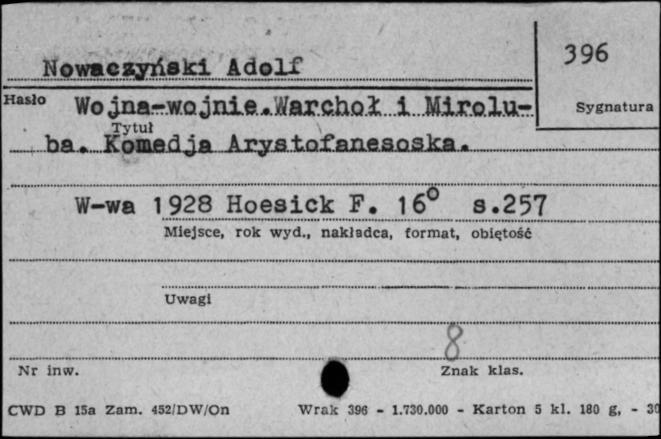 Nowaczyński Adolf
396
Hasło
Wojna-wojnie.Warchoł i Mirolu-
Sygnatura
Tytuł
ba. Komedja Arystofanesoska.
W-wa 1928 Hoesick F. 16° s.257
Miejsce, rok wyd., nakładca, format, obiętość
Uwagi
8
Nr inw.
Znak klas.
CWD B 15a Zam. 452/DW/On Wrak 396 - 1.730.000 - Karton 5 kl. 180 g, - 30